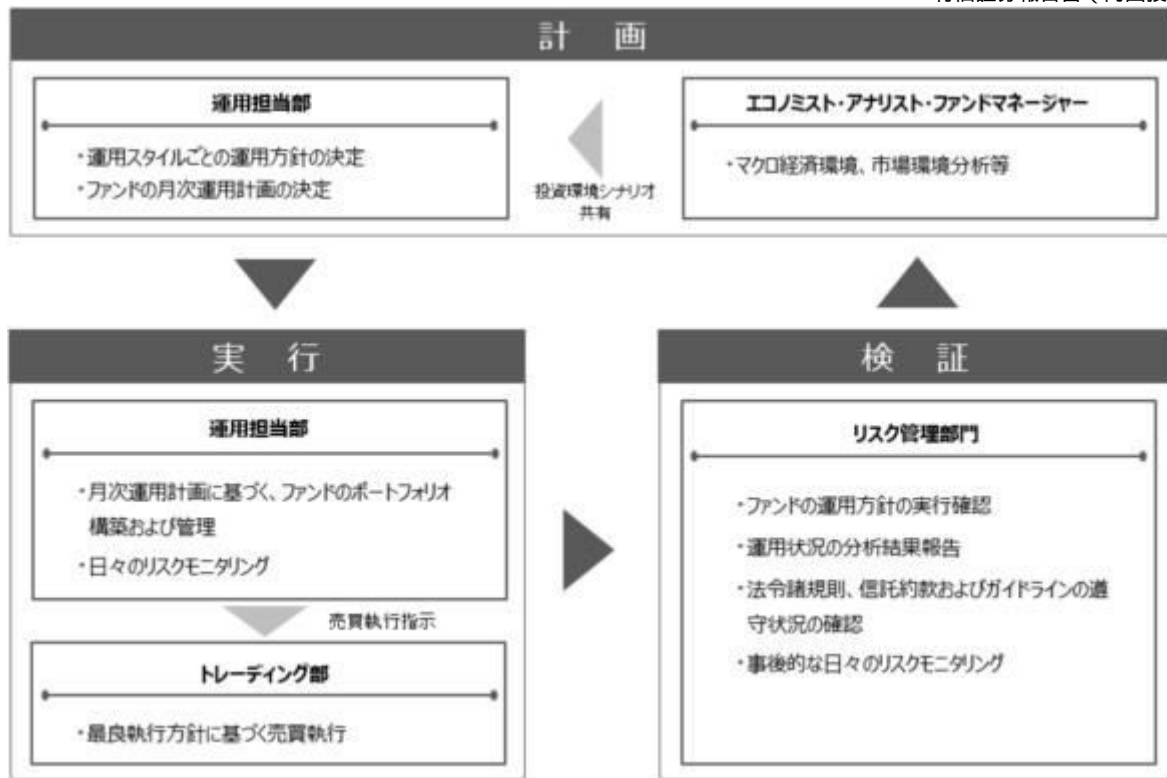 計 画
運用担当部
・運用スタイルごとの運用方針の決定
・ファンドの月次運用計画の決定
投資環境シナリオ
共有
エコノミスト・アナリスト・ファンドマネージャー
・マクロ経済環境、市場環境分析等
実 行
運用担当部
・月次運用計画に基づく、ファンドのポートフォリオ
構築および管理
・日々のリスクモニタリング
売買執行指示
トレーディング部
・最良執行方針に基づく売買執行
検 証
リスク管理部門
・ファンドの運用方針の実行確認
・運用状況の分析結果報告
・法令諸規則、信託約款およびガイドラインの遵
守状況の確認
・事後的な日々のリスクモニタリング